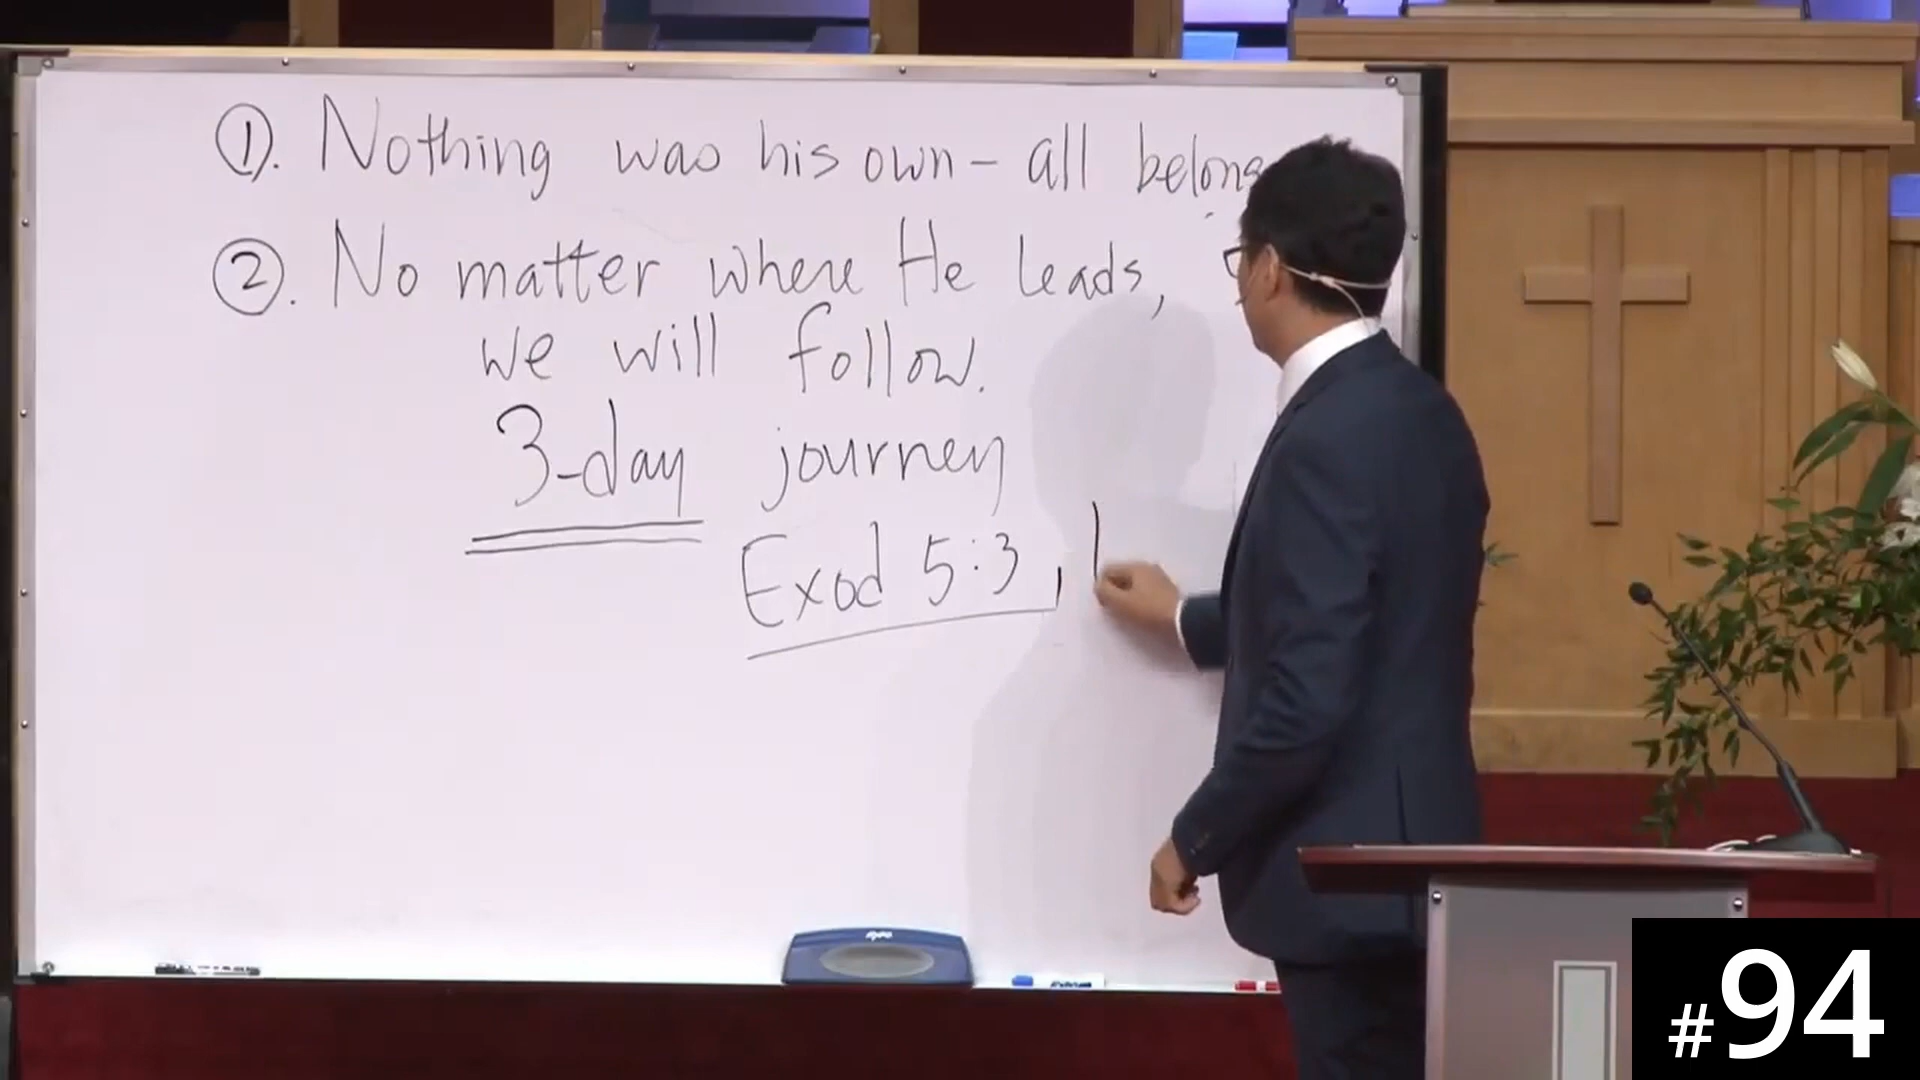 ①. Nothing was his own – all belong
②. No matter where He leads,
we will follow.
3-day journey
Exod 5:3,
#94